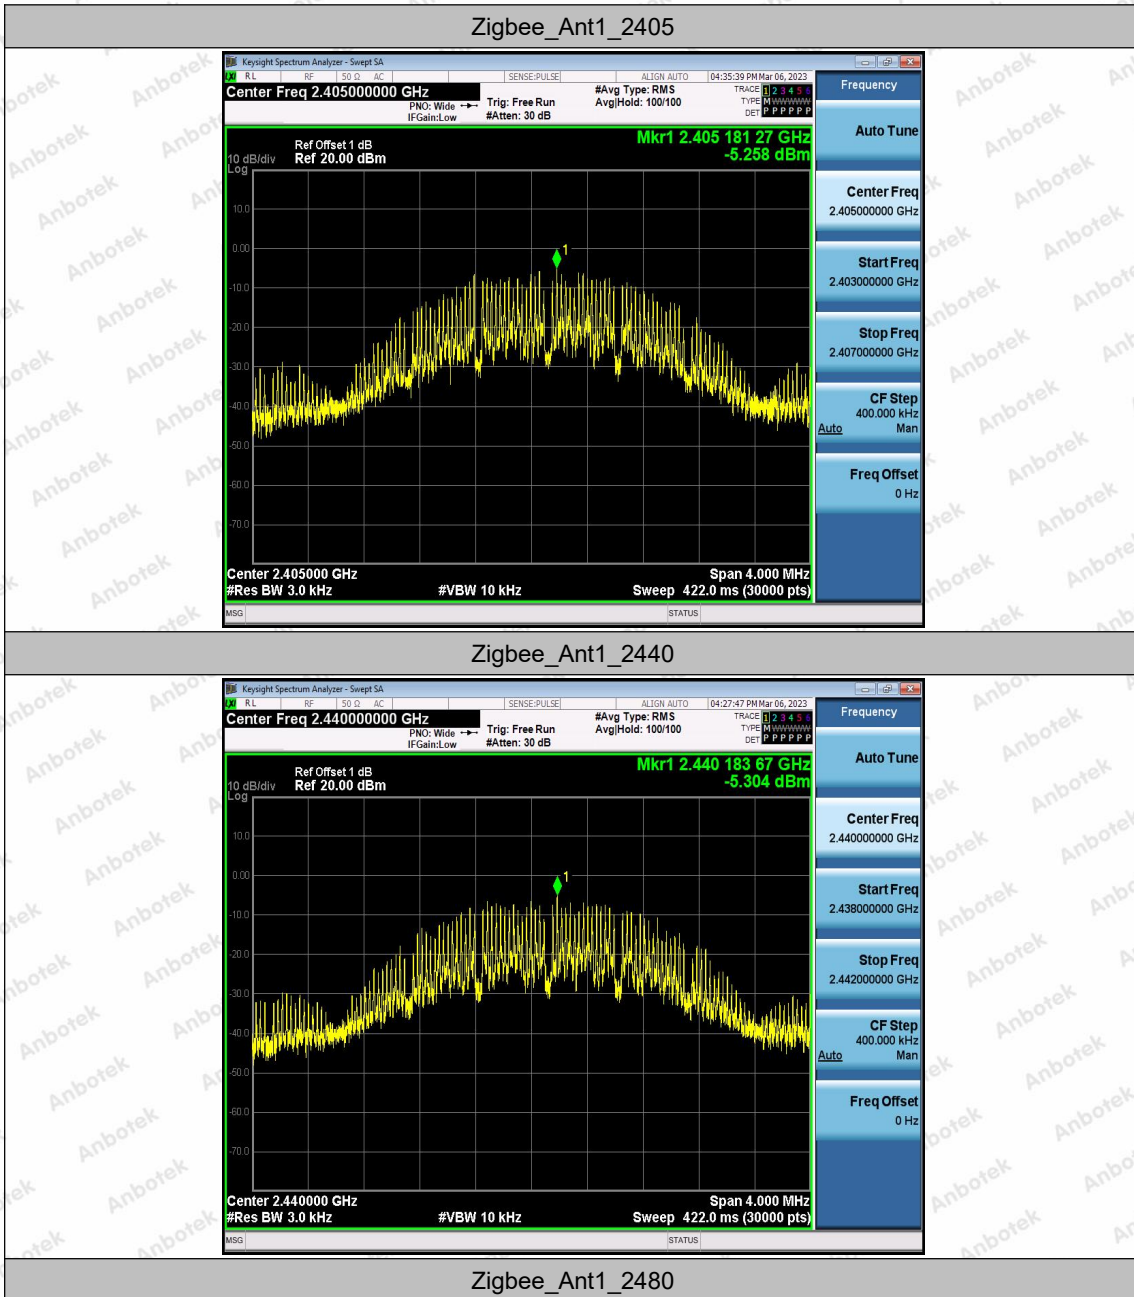 Zigbee_Ant1_2405
Keysight Spectrum Analyzer - Swept SA
LXI RL RF 50 Ω AC SENSE:PULSE ALIGN AUTO 04:35:39 PM Mar 06, 2023
Center Freq 2.405000000 GHz
PNO: Wide
IFGain:Low
Trig: Free Run
#Atten: 30 dB
#Avg Type: RMS
Avg|Hold: 100/100
TRACE 1 2 3 4 5 6
TYPE M W W W W W
DET P P P P P P
Frequency
Auto Tune
Center Freq
2.405000000 GHz
Start Freq
2.403000000 GHz
Stop Freq
2.407000000 GHz
CF Step
400.000 kHz
Auto Man
Freq Offset
0 Hz
Mkr1 2.405 181 27 GHz
-5.258 dBm
Ref Offset 1 dB
10 dB/div Ref 20.00 dBm
Log
10.0
0.00
-10.0
-20.0
-30.0
-40.0
-50.0
-60.0
-70.0
1
Center 2.405000 GHz Span 4.000 MHz
#Res BW 3.0 kHz #VBW 10 kHz Sweep 422.0 ms (30000 pts)
MSG STATUS
Zigbee_Ant1_2440
Keysight Spectrum Analyzer - Swept SA
LXI RL RF 50 Ω AC SENSE:PULSE ALIGN AUTO 04:27:47 PM Mar 06, 2023
Center Freq 2.440000000 GHz
PNO: Wide
IFGain:Low
Trig: Free Run
#Atten: 30 dB
#Avg Type: RMS
Avg|Hold: 100/100
TRACE 1 2 3 4 5 6
TYPE M W W W W W
DET P P P P P P
Frequency
Auto Tune
Center Freq
2.440000000 GHz
Start Freq
2.438000000 GHz
Stop Freq
2.442000000 GHz
CF Step
400.000 kHz
Auto Man
Freq Offset
0 Hz
Mkr1 2.440 183 67 GHz
-5.304 dBm
Ref Offset 1 dB
10 dB/div Ref 20.00 dBm
Log
10.0
0.00
-10.0
-20.0
-30.0
-40.0
-50.0
-60.0
-70.0
1
Center 2.440000 GHz Span 4.000 MHz
#Res BW 3.0 kHz #VBW 10 kHz Sweep 422.0 ms (30000 pts)
MSG STATUS
Zigbee_Ant1_2480
Anbotek